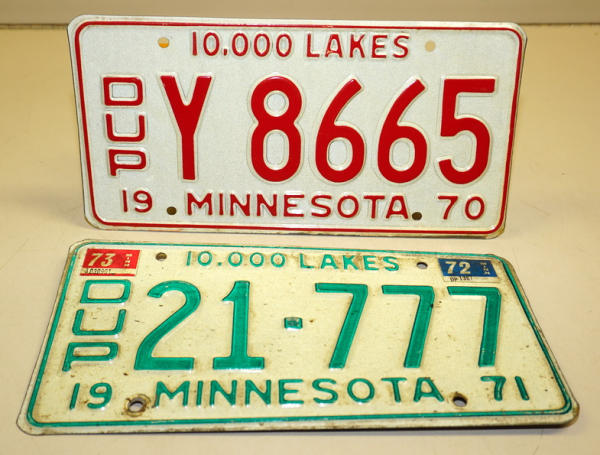 10,000 LAKES
DUP Y 8665
19 MINNESOTA 70
73 10,000 LAKES 72
DUP 21-777
19 MINNESOTA 71